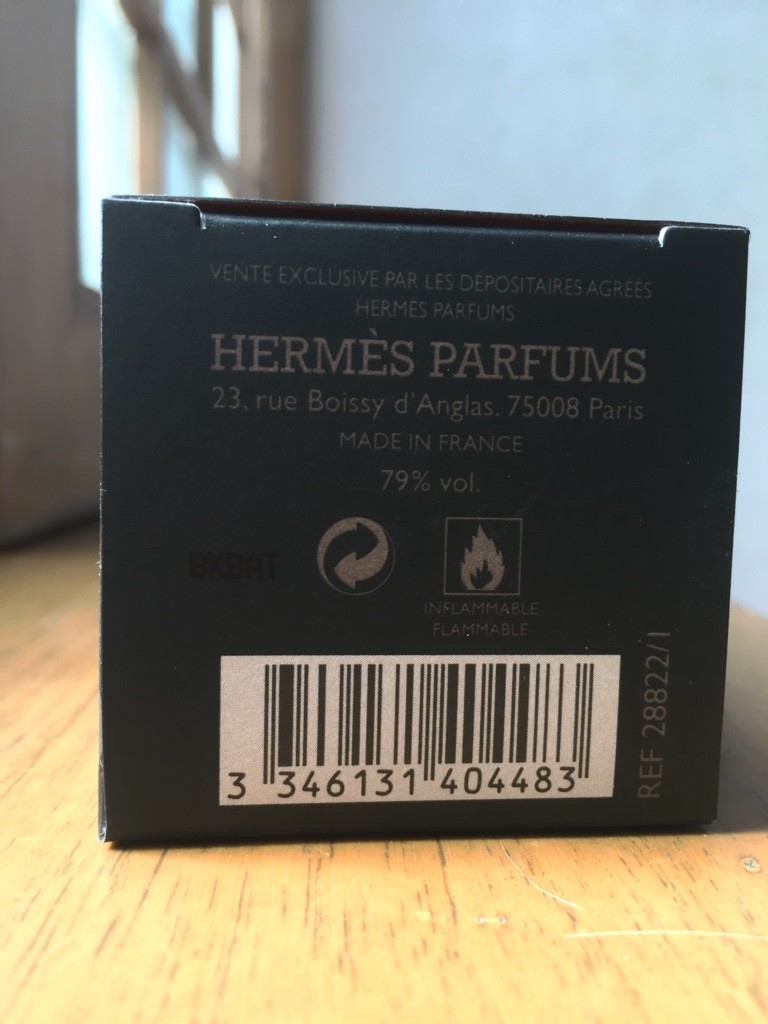 VENTE EXCLUSIVE PAR LES DÉPOSITAIRES AGRÉÉS
HERMÈS PARFUMS
HERMÈS PARFUMS
23, rue Boissy d'Anglas. 75008 Paris
MADE IN FRANCE
79% vol.
BKBAT
INFLAMMABLE
FLAMMABLE
REF 28822/1
3 346131 404483